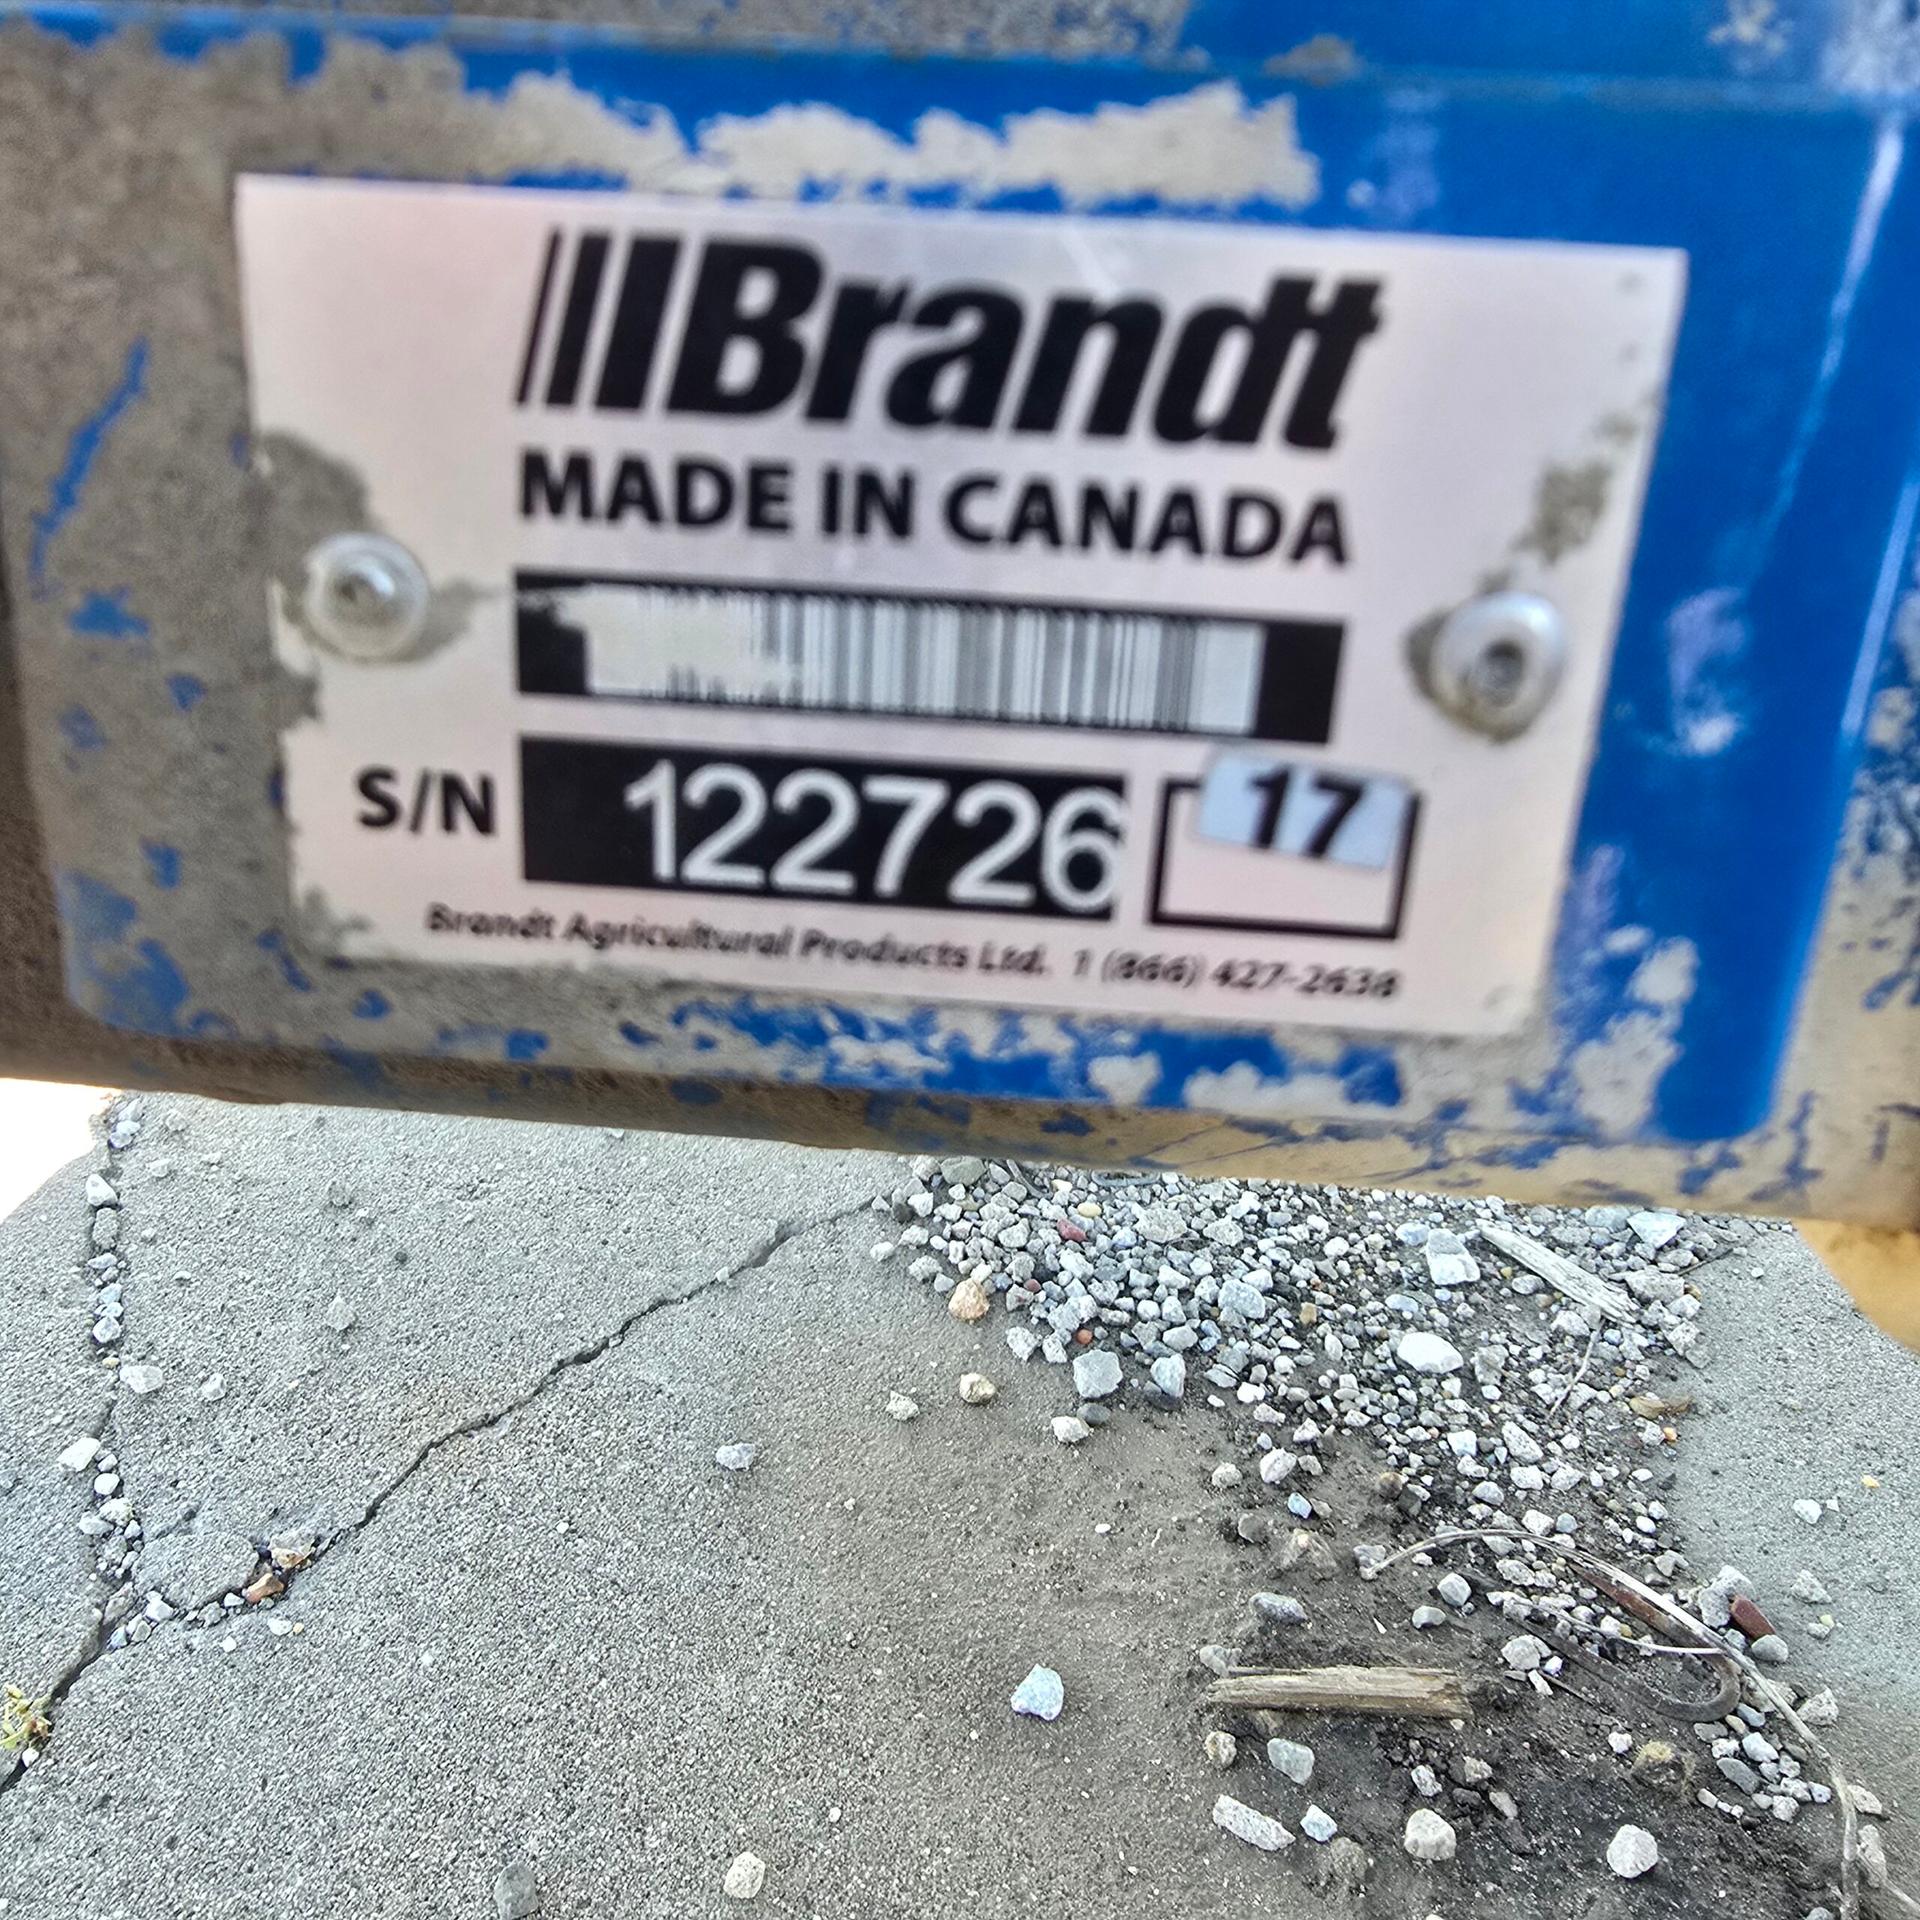 Brandt
MADE IN CANADA
S/N 122726 17
Brandt Agricultural Products Ltd. 1 (866) 427-2638